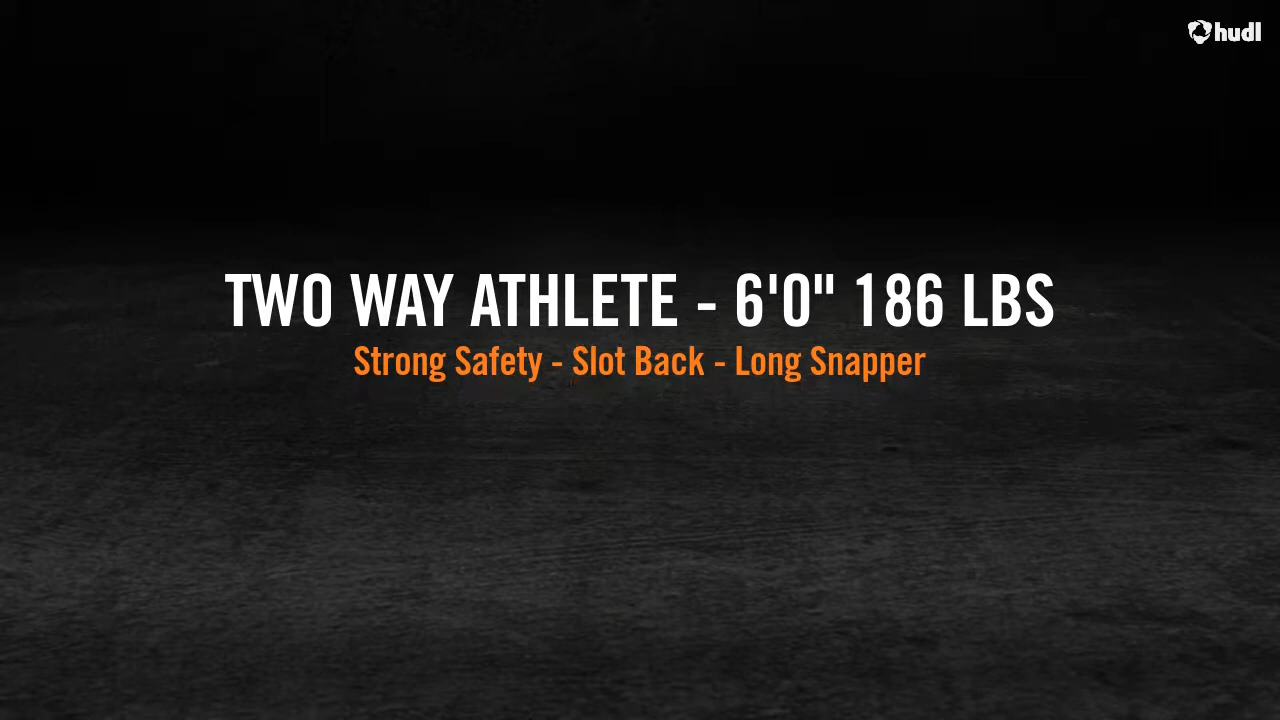 hudl
TWO WAY ATHLETE - 6'0" 186 LBS
Strong Safety - Slot Back - Long Snapper